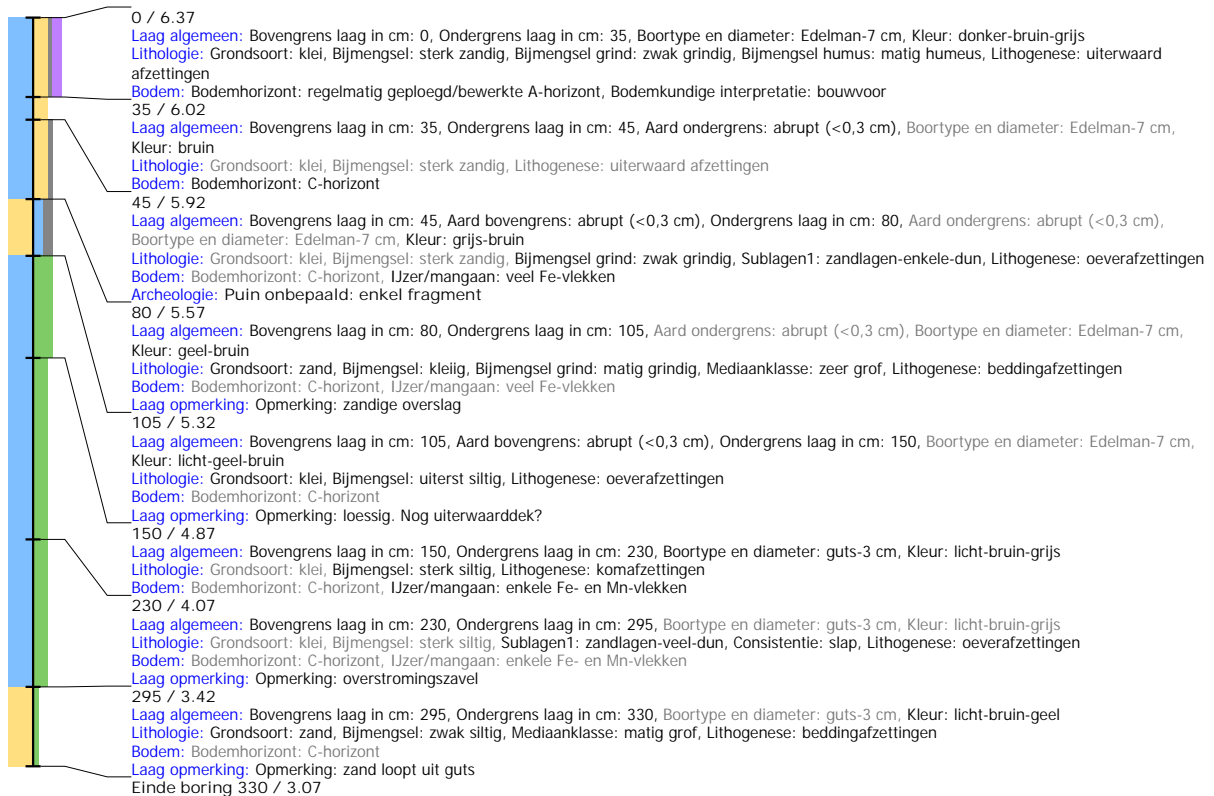 0 / 6.37
Laag algemeen: Bovengrens laag in cm: 0, Ondergrens laag in cm: 35, Boortype en diameter: Edelman-7 cm, Kleur: donker-bruin-grijs
Lithologie: Grondsoort: klei, Bijmengsel: sterk zandig, Bijmengsel grind: zwak grindig, Bijmengsel humus: matig humeus, Lithogenese: uiterwaard
afzettingen
Bodem: Bodemhorizont: regelmatig geploegd/bewerkte A-horizont, Bodemkundige interpretatie: bouwvoor
35 / 6.02
Laag algemeen: Bovengrens laag in cm: 35, Ondergrens laag in cm: 45, Aard ondergrens: abrupt (<0,3 cm), Boortype en diameter: Edelman-7 cm,
Kleur: bruin
Lithologie: Grondsoort: klei, Bijmengsel: sterk zandig, Lithogenese: uiterwaard afzettingen
Bodem: Bodemhorizont: C-horizont
45 / 5.92
Laag algemeen: Bovengrens laag in cm: 45, Aard bovengrens: abrupt (<0,3 cm), Ondergrens laag in cm: 80, Aard ondergrens: abrupt (<0,3 cm),
Boortype en diameter: Edelman-7 cm, Kleur: grijs-bruin
Lithologie: Grondsoort: klei, Bijmengsel: sterk zandig, Bijmengsel grind: zwak grindig, Sublagen1: zandlagen-enkele-dun, Lithogenese: oeverafzettingen
Bodem: Bodemhorizont: C-horizont, IJzer/mangaan: veel Fe-vlekken
Archeologie: Puin onbepaald: enkel fragment
80 / 5.57
Laag algemeen: Bovengrens laag in cm: 80, Ondergrens laag in cm: 105, Aard ondergrens: abrupt (<0,3 cm), Boortype en diameter: Edelman-7 cm,
Kleur: geel-bruin
Lithologie: Grondsoort: zand, Bijmengsel: kleiig, Bijmengsel grind: matig grindig, Mediaanklasse: zeer grof, Lithogenese: beddingafzettingen
Bodem: Bodemhorizont: C-horizont, IJzer/mangaan: veel Fe-vlekken
Laag opmerking: Opmerking: zandige overslag
105 / 5.32
Laag algemeen: Bovengrens laag in cm: 105, Aard bovengrens: abrupt (<0,3 cm), Ondergrens laag in cm: 150, Boortype en diameter: Edelman-7 cm,
Kleur: licht-geel-bruin
Lithologie: Grondsoort: klei, Bijmengsel: uiterst siltig, Lithogenese: oeverafzettingen
Bodem: Bodemhorizont: C-horizont
Laag opmerking: Opmerking: loessig. Nog uiterwaarddek?
150 / 4.87
Laag algemeen: Bovengrens laag in cm: 150, Ondergrens laag in cm: 230, Boortype en diameter: guts-3 cm, Kleur: licht-bruin-grijs
Lithologie: Grondsoort: klei, Bijmengsel: sterk siltig, Lithogenese: komafzettingen
Bodem: Bodemhorizont: C-horizont, IJzer/mangaan: enkele Fe- en Mn-vlekken
230 / 4.07
Laag algemeen: Bovengrens laag in cm: 230, Ondergrens laag in cm: 295, Boortype en diameter: guts-3 cm, Kleur: licht-bruin-grijs
Lithologie: Grondsoort: klei, Bijmengsel: sterk siltig, Sublagen1: zandlagen-veel-dun, Consistentie: slap, Lithogenese: oeverafzettingen
Bodem: Bodemhorizont: C-horizont, IJzer/mangaan: enkele Fe- en Mn-vlekken
Laag opmerking: Opmerking: overstromingszavel
295 / 3.42
Laag algemeen: Bovengrens laag in cm: 295, Ondergrens laag in cm: 330, Boortype en diameter: guts-3 cm, Kleur: licht-bruin-geel
Lithologie: Grondsoort: zand, Bijmengsel: zwak siltig, Mediaanklasse: matig grof, Lithogenese: beddingafzettingen
Bodem: Bodemhorizont: C-horizont
Laag opmerking: Opmerking: zand loopt uit guts
Einde boring 330 / 3.07